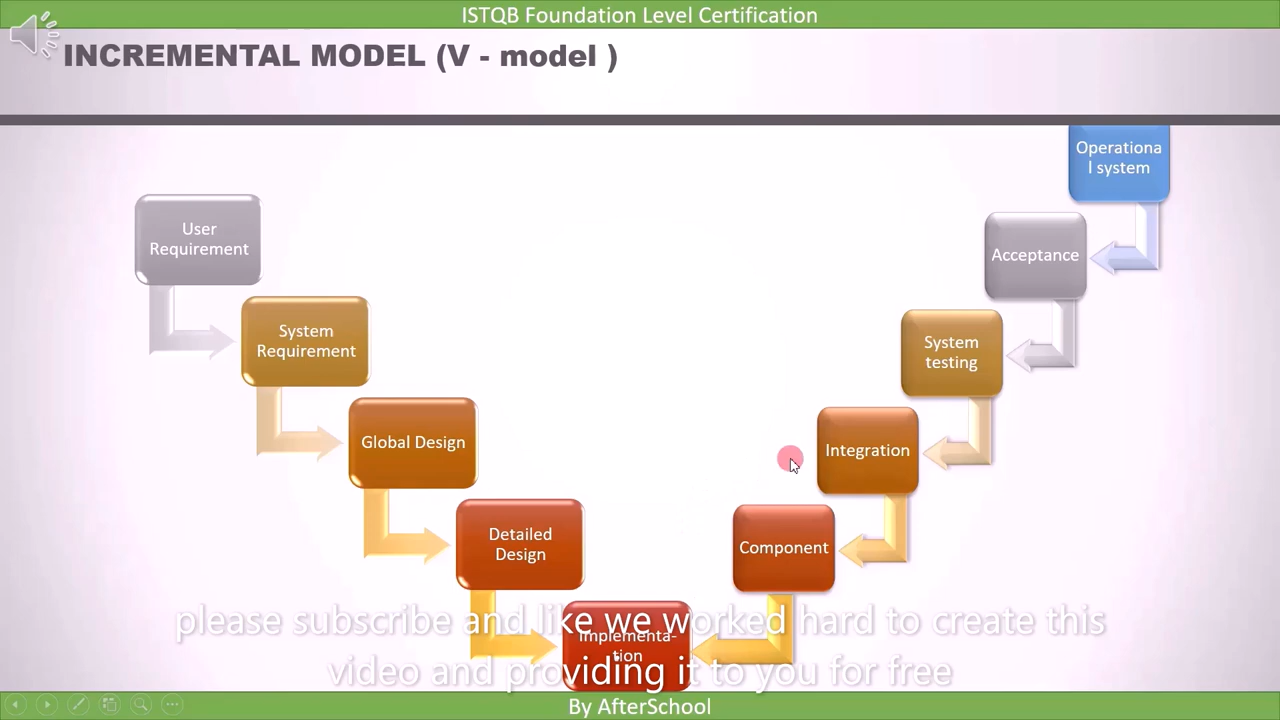 ISTQB Foundation Level Certification
INCREMENTAL MODEL (V - model )
Operationa
l system
User
Requirement
Acceptance
System
Requirement
System
testing
Global Design
Integration
Detailed
Design
Component
Implementa-
tion
please subscribe and like we worked hard to create this
video and providing it to you for free
By AfterSchool